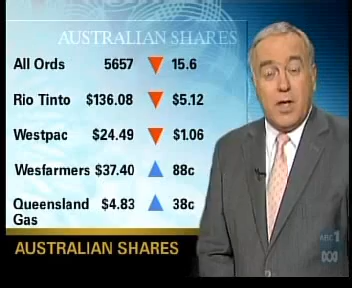 AUSTRALIAN SHARES
All Ords 5657 ▼ 15.6
Rio Tinto $136.08 ▼ $5.12
Westpac $24.49 ▼ $1.06
Wesfarmers $37.40 ▲ 88c
Queensland $4.83 ▲ 38c
Gas
AUSTRALIAN SHARES
ABC 1